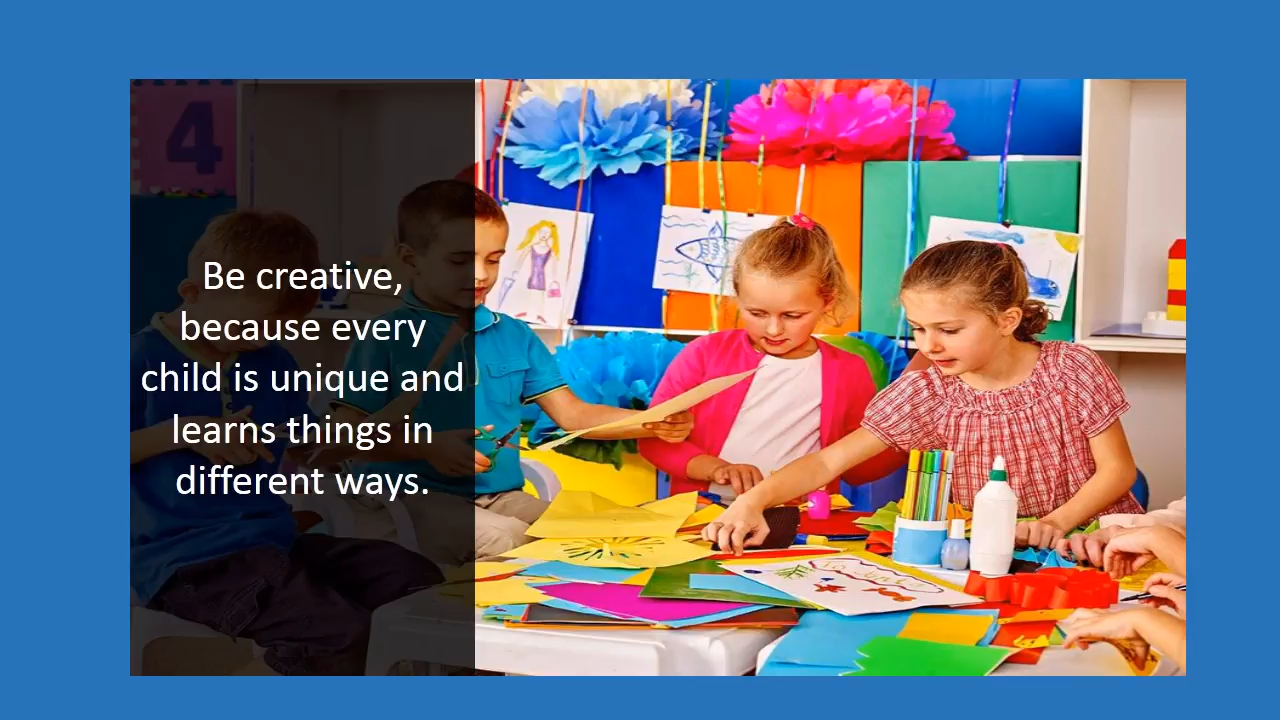 4
Be creative,
because every
child is unique and
learns things in
different ways.